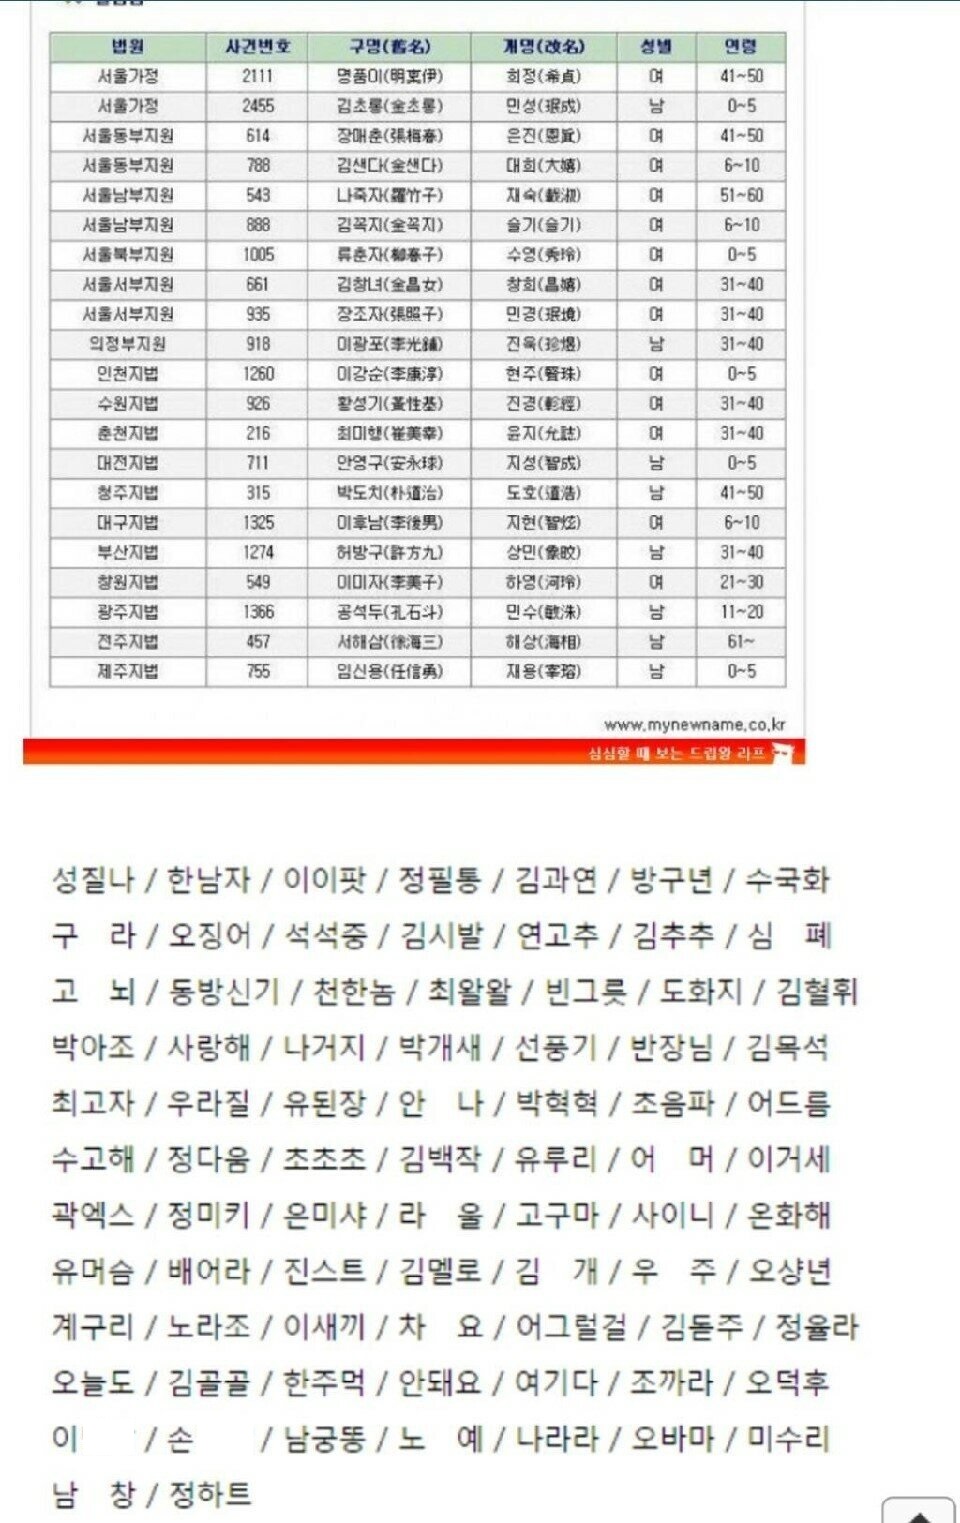 법원 사건번호 구명(舊名) 개명(改名) 성별 연령
서울가정 2111 명품이(明稟伊) 희정(希貞) 여 41~50
서울가정 2455 김초롱(金초롱) 민성(珉成) 남 0~5
서울동부지원 614 장매춘(張梅春) 은진(恩眞) 여 41~50
서울동부지원 788 김샌다(金샌다) 대희(大嬉) 여 6~10
서울남부지원 543 나죽자(羅竹子) 재숙(載淑) 여 51~60
서울남부지원 888 김꼭지(金꼭지) 슬기(슬기) 여 6~10
서울북부지원 1005 류춘자(柳春子) 수영(秀玲) 여 0~5
서울서부지원 661 김창녀(金昌女) 창희(昌嬉) 여 31~40
서울서부지원 935 장조자(張照子) 민경(珉境) 여 31~40
의정부지원 918 이광포(李光鋪) 진욱(珍煜) 남 31~40
인천지법 1260 이강순(李康淳) 현주(賢珠) 여 0~5
수원지법 926 황성기(黃性基) 진경(軫經) 여 31~40
춘천지법 216 최미행(崔美幸) 윤지(允誌) 여 31~40
대전지법 711 안영구(安永球) 지성(智成) 남 0~5
청주지법 315 박도치(朴道治) 도호(道浩) 남 41~50
대구지법 1325 이후남(李後男) 지현(智炫) 여 6~10
부산지법 1274 허방구(許方九) 상민(象旼) 남 31~40
창원지법 549 이미자(李美子) 하영(河玲) 여 21~30
광주지법 1366 공석두(孔石斗) 민수(敏洙) 남 11~20
전주지법 457 서해삼(徐海三) 해상(海相) 남 61~
제주지법 755 임신용(任信勇) 재용(宰瑢) 남 0~5
www.mynewname.co.kr
심심할 때 보는 드립왕 라프
성질나 / 한남자 / 이이팟 / 정필통 / 김과연 / 방구년 / 수국화
구 라 / 오징어 / 석석중 / 김시발 / 연고추 / 김추추 / 심 폐
고 뇌 / 동방신기 / 천한놈 / 최왈왈 / 빈그릇 / 도화지 / 김혈휘
박아조 / 사랑해 / 나거지 / 박개새 / 선풍기 / 반장님 / 김목석
최고자 / 우라질 / 유된장 / 안 나 / 박혁혁 / 초음파 / 어드름
수고해 / 정다움 / 초초초 / 김백작 / 유루리 / 어 머 / 이거세
곽엑스 / 정미키 / 은미샤 / 라 울 / 고구마 / 사이니 / 온화해
유머슴 / 배어라 / 진스트 / 김멜로 / 김 개 / 우 주 / 오샹년
계구리 / 노라조 / 이새끼 / 차 요 / 어그럴걸 / 김돋주 / 정율라
오늘도 / 김골골 / 한주먹 / 안돼요 / 여기다 / 조까라 / 오덕후
이 / 손 / 남궁똥 / 노 예 / 나라라 / 오바마 / 미수리
남 창 / 정하트